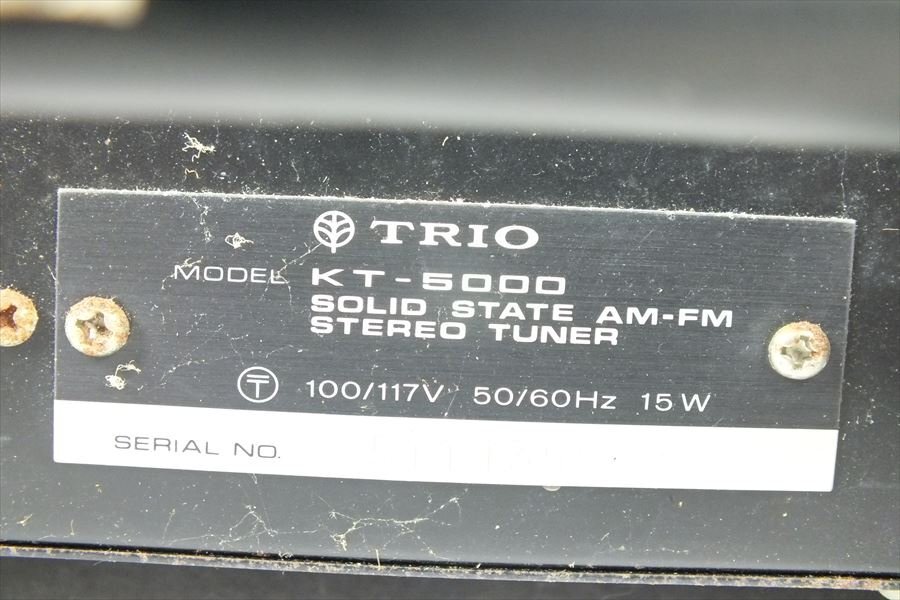 TRIO
MODEL KT-5000
SOLID STATE AM-FM
STEREO TUNER
〒 100/117V 50/60Hz 15W
SERIAL NO.